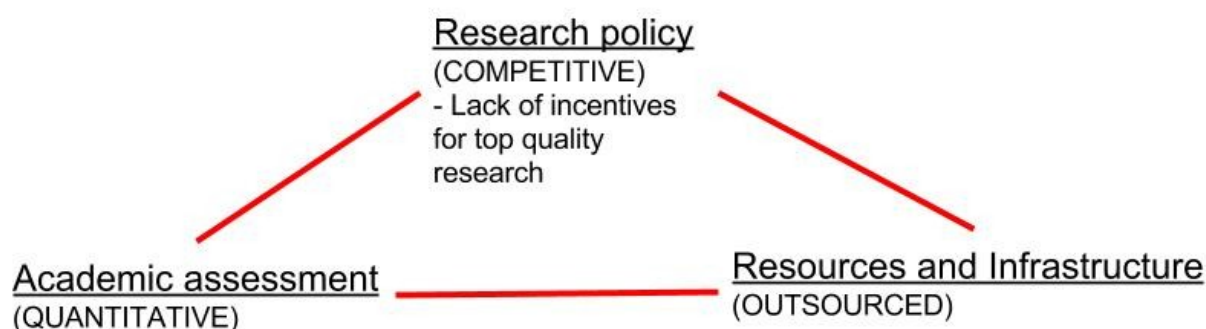 Research policy
(COMPETITIVE)
- Lack of incentives
for top quality
research
Academic assessment
(QUANTITATIVE)
Resources and Infrastructure
(OUTSOURCED)